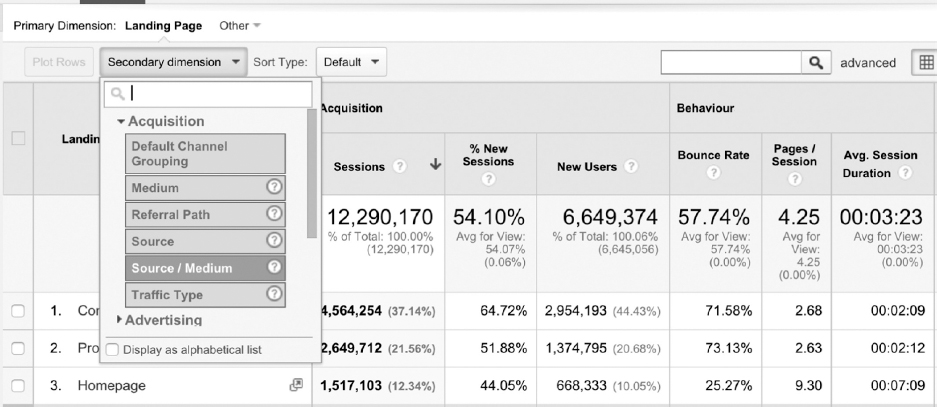 Primary Dimension: Landing Page Other
Plot Rows Secondary dimension Sort Type: Default advanced
Acquisition
Default Channel
Grouping
Medium ?
Referral Path ?
Source ?
Source / Medium ?
Traffic Type ?
Advertising
Display as alphabetical list
Acquisition Behaviour
Landin Sessions ? % New Sessions ? New Users ? Bounce Rate ? Pages / Session ? Avg. Session Duration ?
12,290,170 54.10% 6,649,374 57.74% 4.25 00:03:23
% of Total: 100.00% Avg for View: % of Total: 100.06% Avg for View: Avg for View: Avg for View:
(12,290,170) 54.07% (6,645,056) 57.74% 4.25 00:03:23
(0.06%) (0.00%) (0.00%) (0.00%)
1. Cor 4,564,254 (37.14%) 64.72% 2,954,193 (44.43%) 71.58% 2.68 00:02:09
2. Pro 2,649,712 (21.56%) 51.88% 1,374,795 (20.68%) 73.13% 2.63 00:02:12
3. Homepage 1,517,103 (12.34%) 44.05% 668,333 (10.05%) 25.27% 9.30 00:07:09